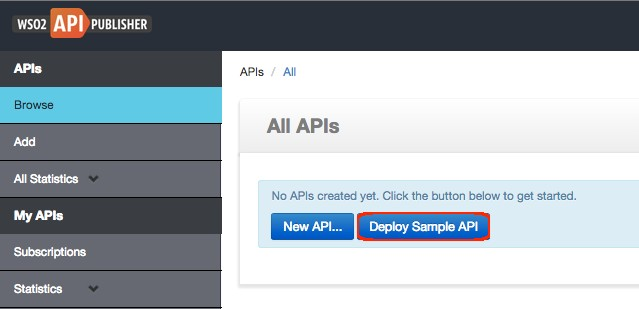 WSO2 API PUBLISHER
APIs
Browse
Add
All Statistics
My APIs
Subscriptions
Statistics
APIs / All
All APIs
No APIs created yet. Click the button below to get started.
New API... Deploy Sample API